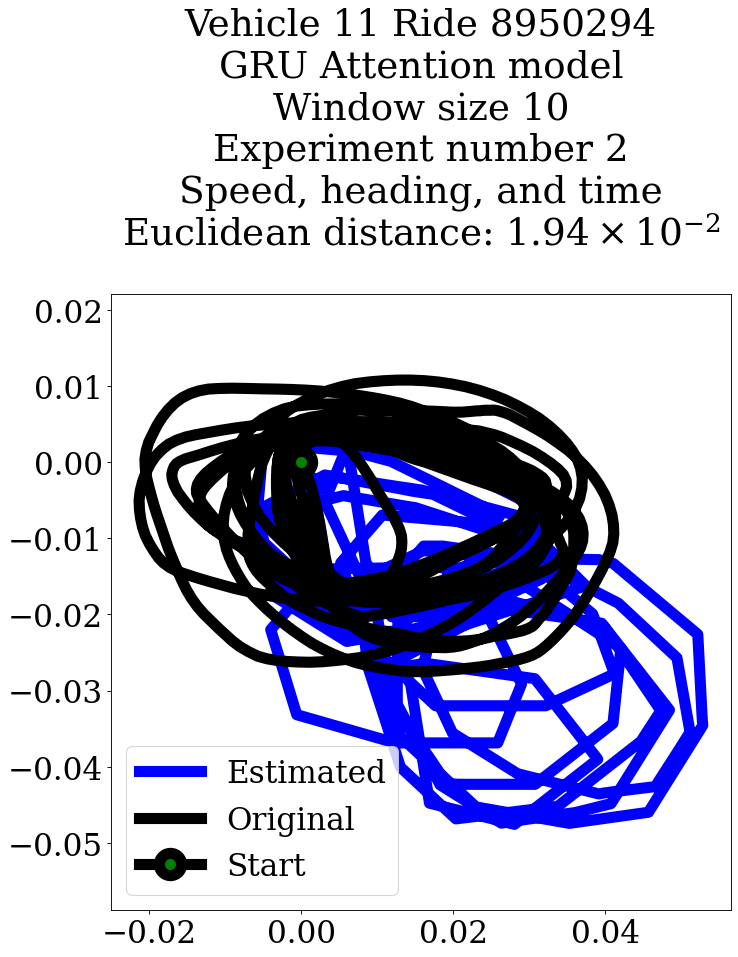 Vehicle 11 Ride 8950294
GRU Attention model
Window size 10
Experiment number 2
Speed, heading, and time
Euclidean distance: 1.94 × 10⁻²
0.02
0.01
0.00
−0.01
−0.02
−0.03
−0.04
−0.05
Estimated
Original
Start
−0.02 0.00 0.02 0.04